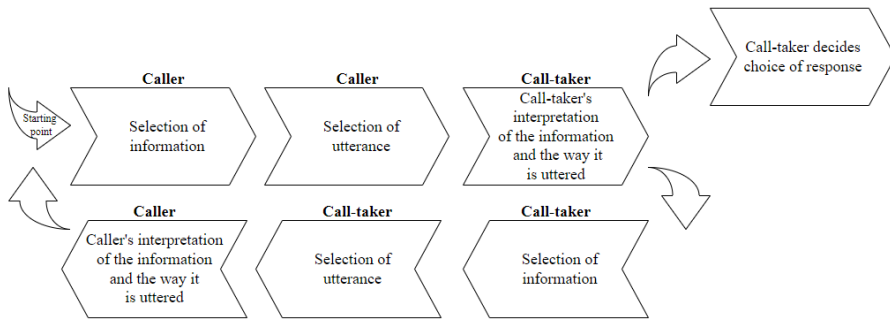 Call-taker decides
choice of response
Caller
Caller
Call-taker
Starting
point
Selection of
information
Selection of
utterance
Call-taker's
interpretation
of the information
and the way it
is uttered
Caller
Call-taker
Call-taker
Caller's interpretation
of the information
and the way it
is uttered
Selection of
utterance
Selection of
information